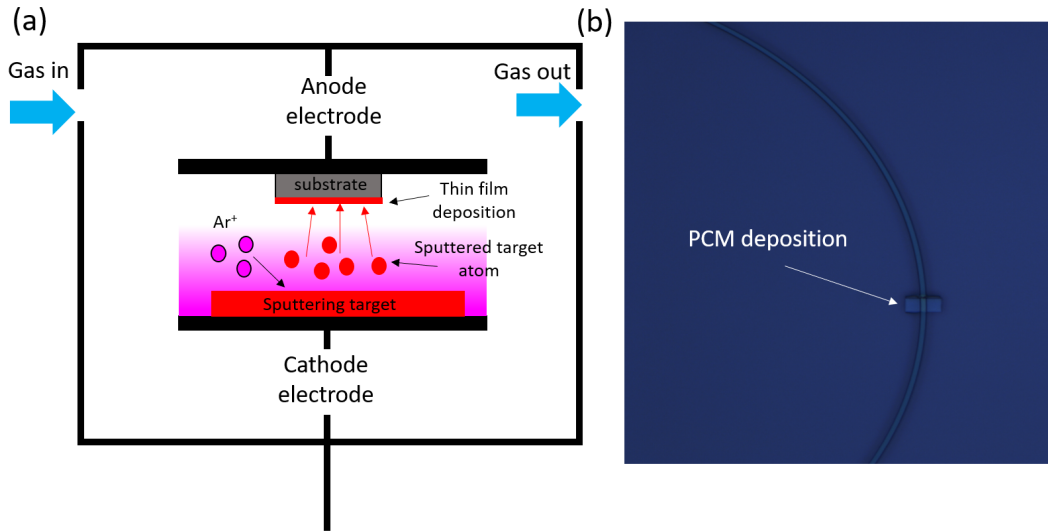 (a)
Gas in
Gas out
Anode
electrode
substrate
Thin film
deposition
Ar⁺
Sputtered target
atom
Sputtering target
Cathode
electrode
(b)
PCM deposition